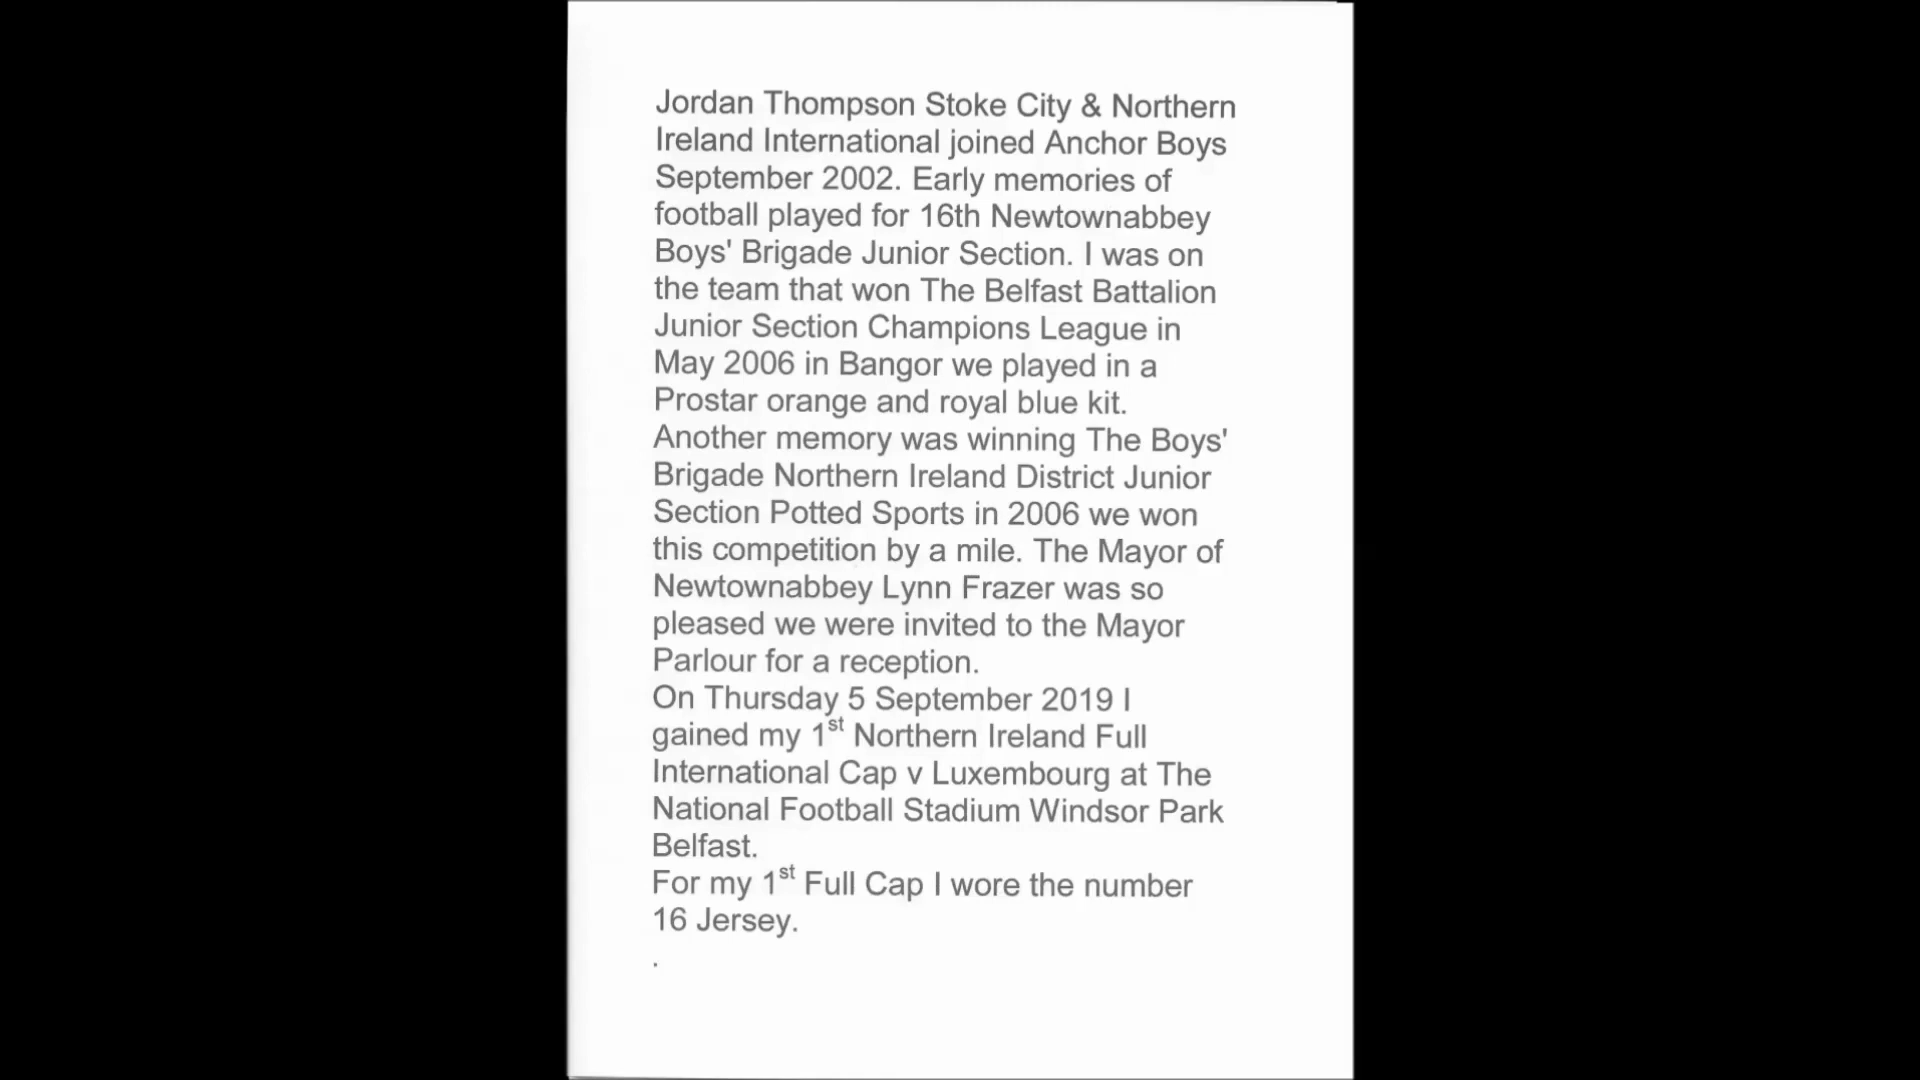 Jordan Thompson Stoke City & Northern
Ireland International joined Anchor Boys
September 2002. Early memories of
football played for 16th Newtownabbey
Boys' Brigade Junior Section. I was on
the team that won The Belfast Battalion
Junior Section Champions League in
May 2006 in Bangor we played in a
Prostar orange and royal blue kit.
Another memory was winning The Boys'
Brigade Northern Ireland District Junior
Section Potted Sports in 2006 we won
this competition by a mile. The Mayor of
Newtownabbey Lynn Frazer was so
pleased we were invited to the Mayor
Parlour for a reception.
On Thursday 5 September 2019 I
gained my 1st Northern Ireland Full
International Cap v Luxembourg at The
National Football Stadium Windsor Park
Belfast.
For my 1st Full Cap I wore the number
16 Jersey.
.